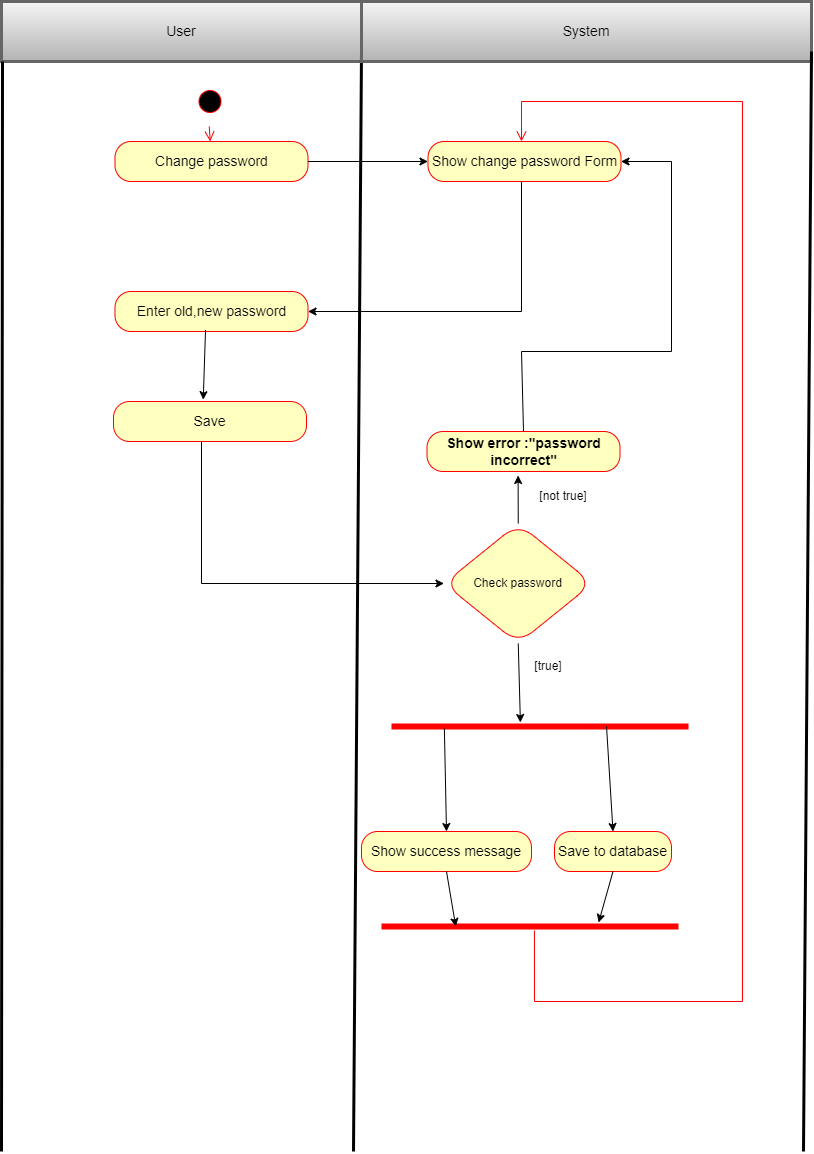 User
System
Change password
Show change password Form
Enter old,new password
Save
Show error :"password
incorrect"
[not true]
Check password
[true]
Show success message
Save to database